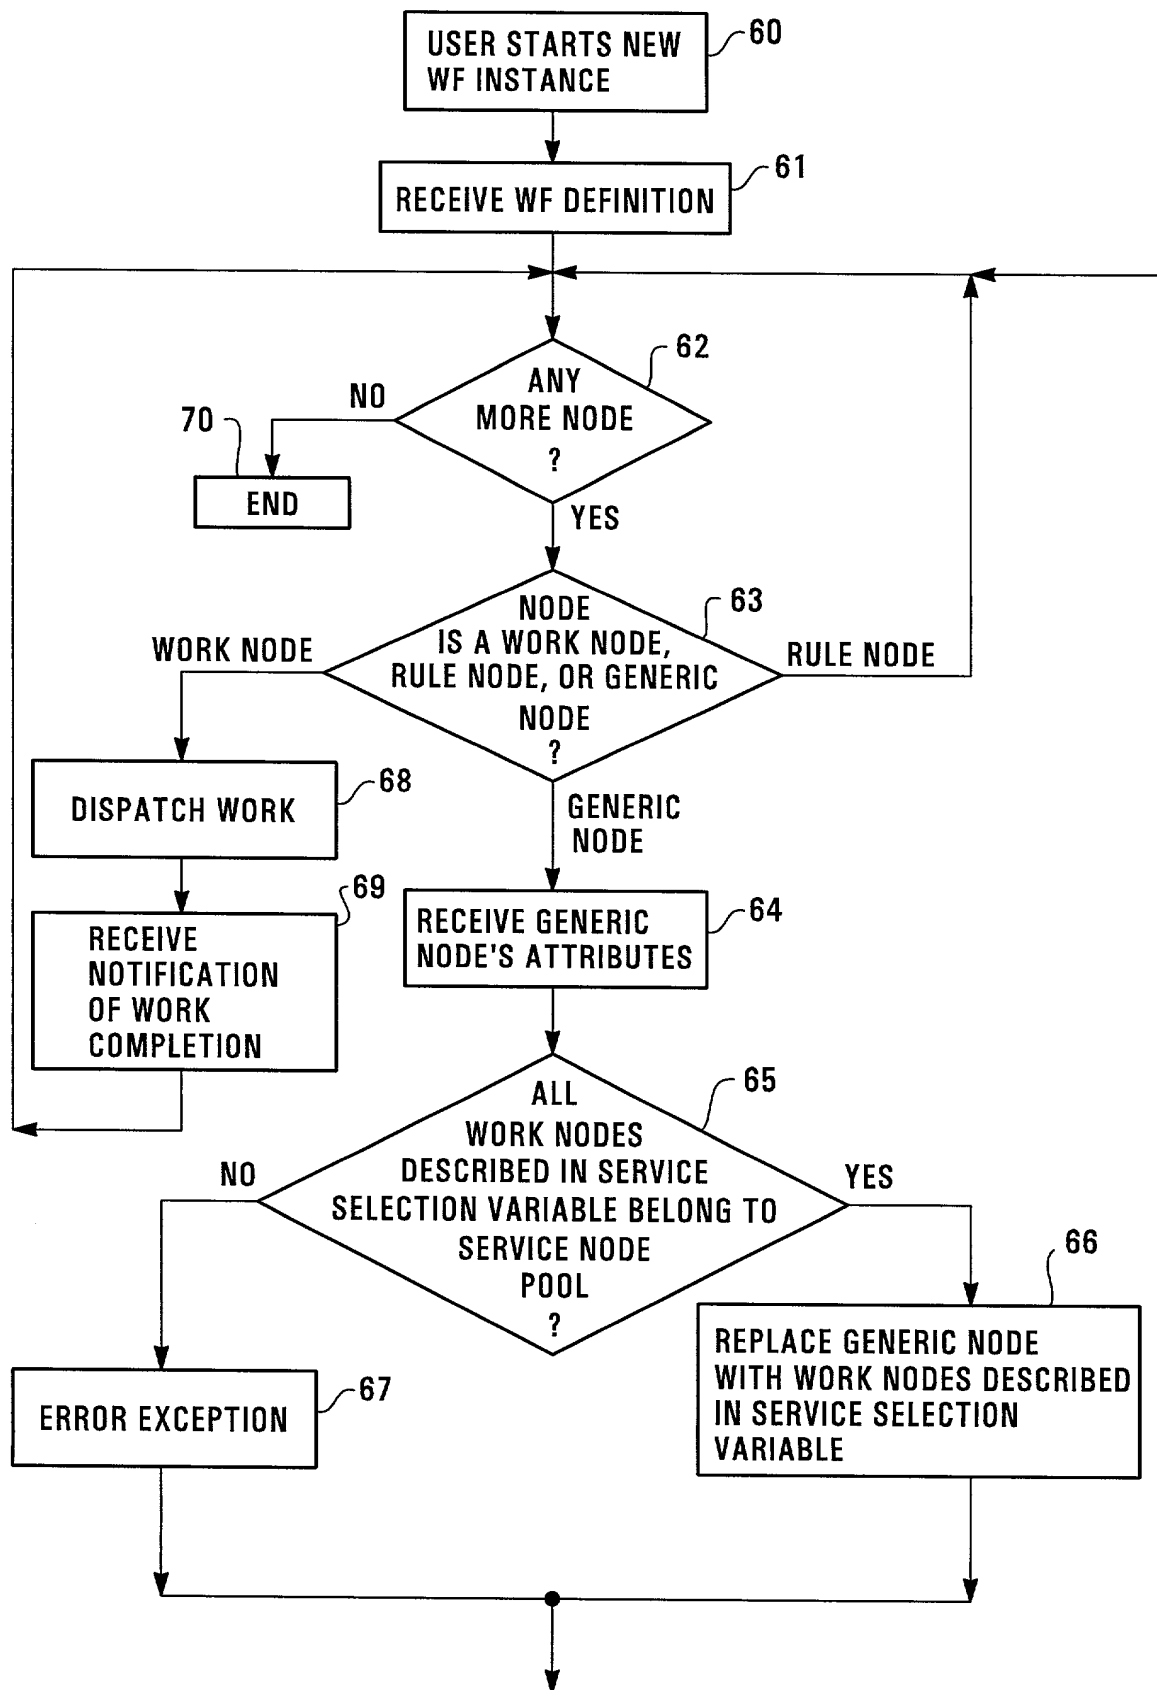 USER STARTS NEW
WF INSTANCE
60
RECEIVE WF DEFINITION
61
ANY
MORE NODE
?
62
NO
70
END
YES
NODE
IS A WORK NODE,
RULE NODE, OR GENERIC
NODE
?
63
WORK NODE
RULE NODE
DISPATCH WORK
68
GENERIC
NODE
RECEIVE
NOTIFICATION
OF WORK
COMPLETION
69
RECEIVE GENERIC
NODE'S ATTRIBUTES
64
ALL
WORK NODES
DESCRIBED IN SERVICE
SELECTION VARIABLE BELONG TO
SERVICE NODE
POOL
?
65
NO
YES
ERROR EXCEPTION
67
REPLACE GENERIC NODE
WITH WORK NODES DESCRIBED
IN SERVICE SELECTION
VARIABLE
66